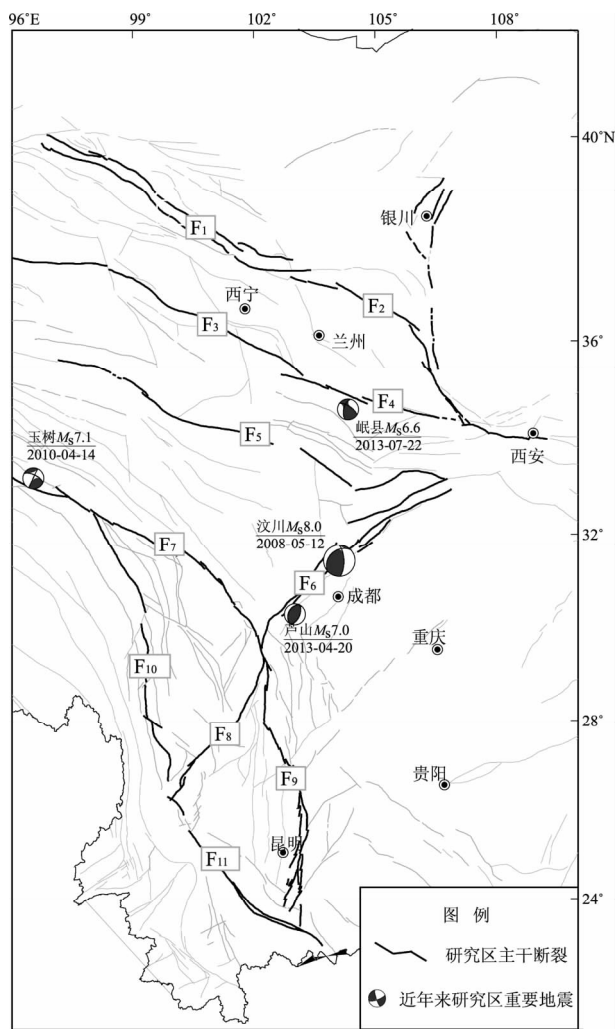 96°E 99° 102° 105° 108°
40°N
银川
F1
西宁
F2
F3
兰州
36°
F4
岷县MS6.6
2013-07-22
F5
玉树MS7.1
2010-04-14
西安
汶川MS8.0
2008-05-12
32°
F7
F6
成都
芦山MS7.0
2013-04-20
重庆
F10
28°
F8
F9
贵阳
昆明
F11
24°
图 例
研究区主干断裂
近年来研究区重要地震